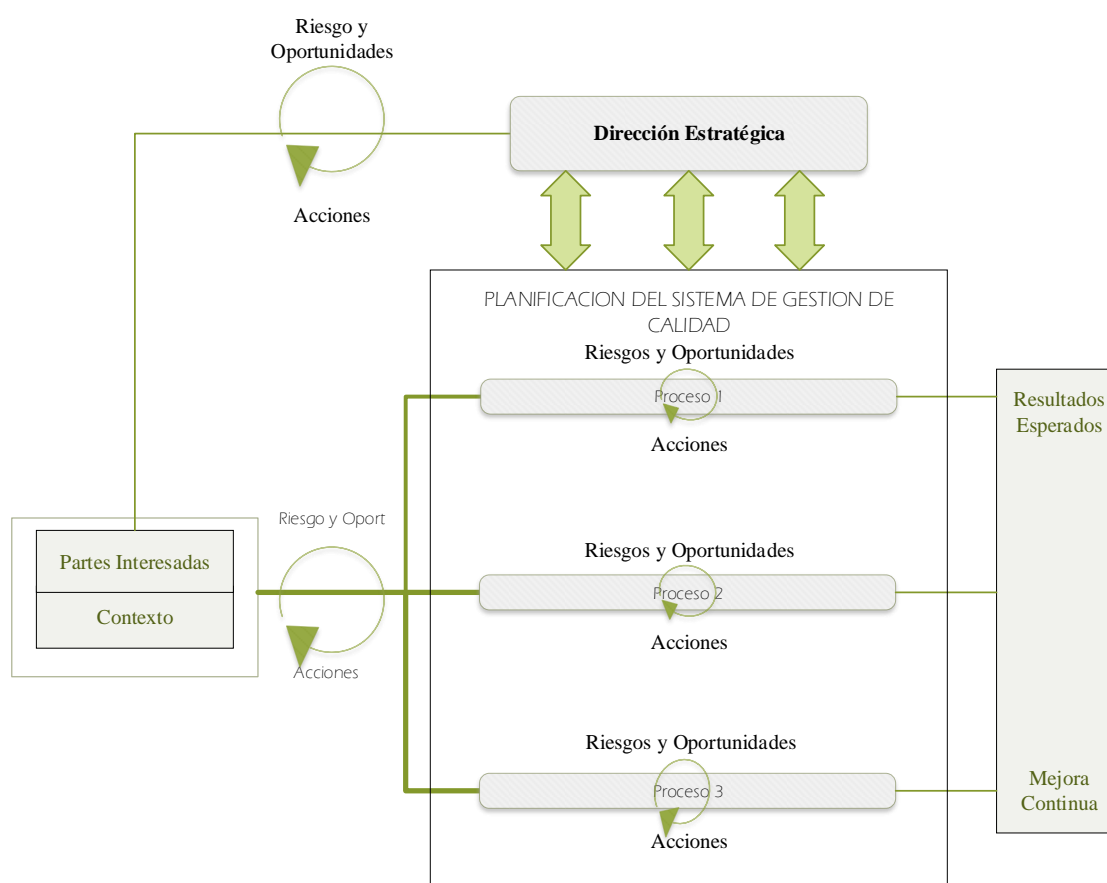 Riesgo y
Oportunidades
Dirección Estratégica
Acciones
PLANIFICACION DEL SISTEMA DE GESTION DE
CALIDAD
Riesgos y Oportunidades
Proceso 1
Acciones
Resultados
Esperados
Riesgo y Oport
Partes Interesadas
Contexto
Acciones
Riesgos y Oportunidades
Proceso 2
Acciones
Riesgos y Oportunidades
Proceso 3
Acciones
Mejora
Continua